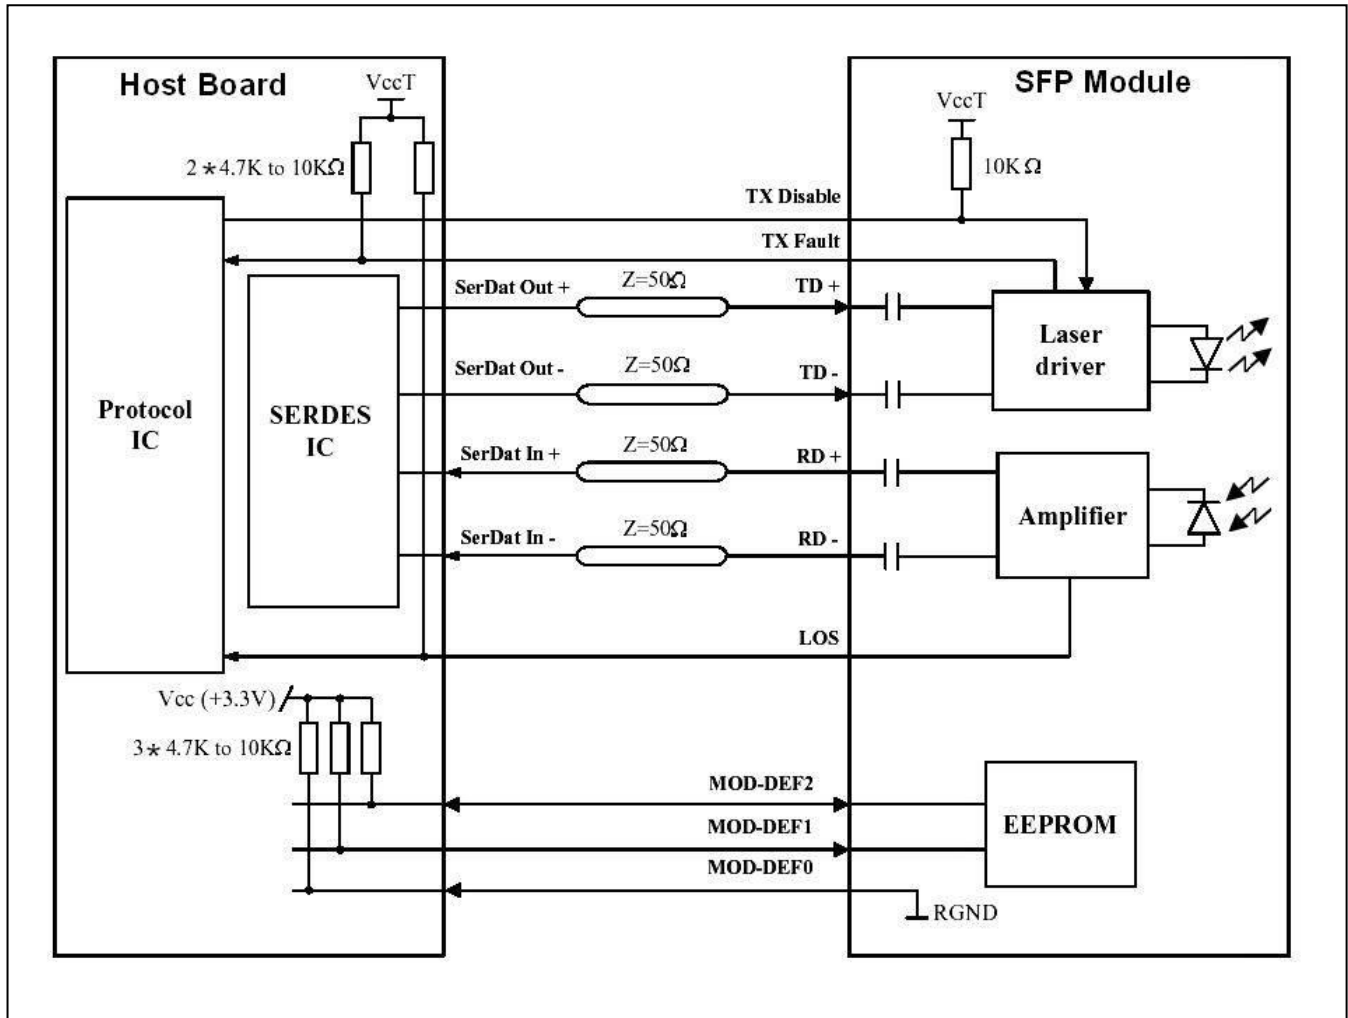 Host Board
SFP Module
VccT
VccT
2*4.7K to 10KΩ
10KΩ
TX Disable
TX Fault
SerDat Out +
Z=50Ω
TD +
Laser
driver
SerDat Out -
Z=50Ω
TD -
Protocol
IC
SERDES
IC
SerDat In +
Z=50Ω
RD +
Amplifier
SerDat In -
Z=50Ω
RD -
LOS
Vcc (+3.3V)
3*4.7K to 10KΩ
MOD-DEF2
MOD-DEF1
EEPROM
MOD-DEF0
RGND